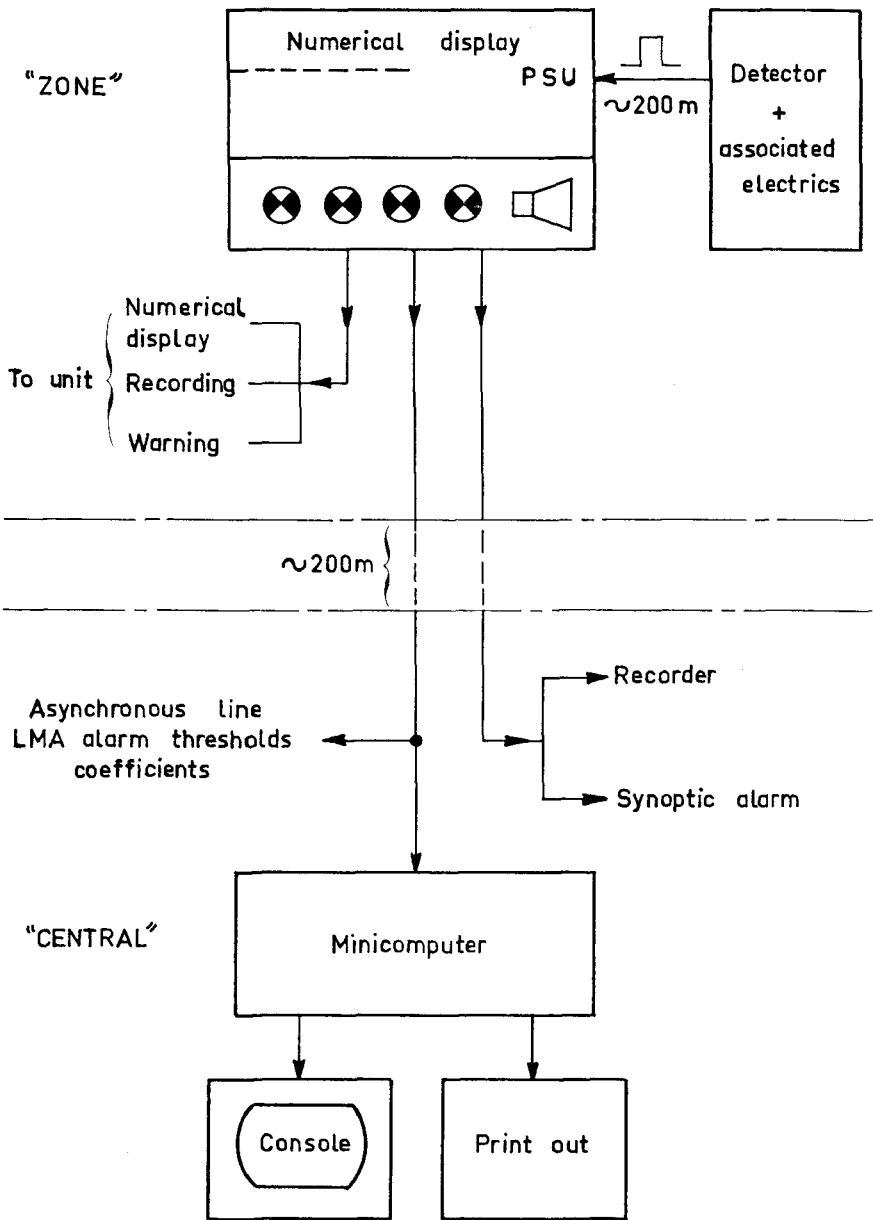 Numerical display
"ZONE"
PSU
~200 m
Detector
+
associated
electrics
To unit
Numerical
display
Recording
Warning
~200m
Recorder
Asynchronous line
LMA alarm thresholds
coefficients
Synoptic alarm
"CENTRAL"
Minicomputer
Console
Print out